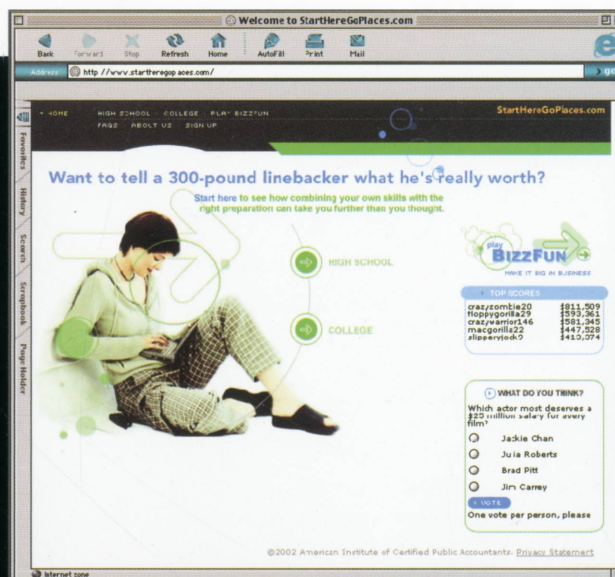 Welcome to StartHereGoPlaces.com
Back Forward Stop Refresh Home AutoFill Print Mail
Address: http://www.startheregoplaces.com/
Favorites
History
Search
Scrapbook
Page Holder
HOME HIGH SCHOOL COLLEGE PLAY BIZZFUN
FAQS ABOUT US SIGN UP
StartHereGoPlaces.com
Want to tell a 300-pound linebacker what he's really worth?
Start here to see how combining your own skills with the
right preparation can take you further than you thought.
HIGH SCHOOL
COLLEGE
play
BIZZFUN
MAKE IT BIG IN BUSINESS
TOP SCORES
crazyzombie20 $811,509
floppygorilla29 $593,361
crazywarrior146 $581,345
macgorilla22 $447,528
slipperyjock9
WHAT DO YOU THINK?
Which actor most deserves a
$25 million salary for every
film?
Jackie Chan
Julia Roberts
Brad Pitt
Jim Carrey
VOTE
One vote per person, please
©2002 American Institute of Certified Public Accountants. Privacy Statement
Internet zone